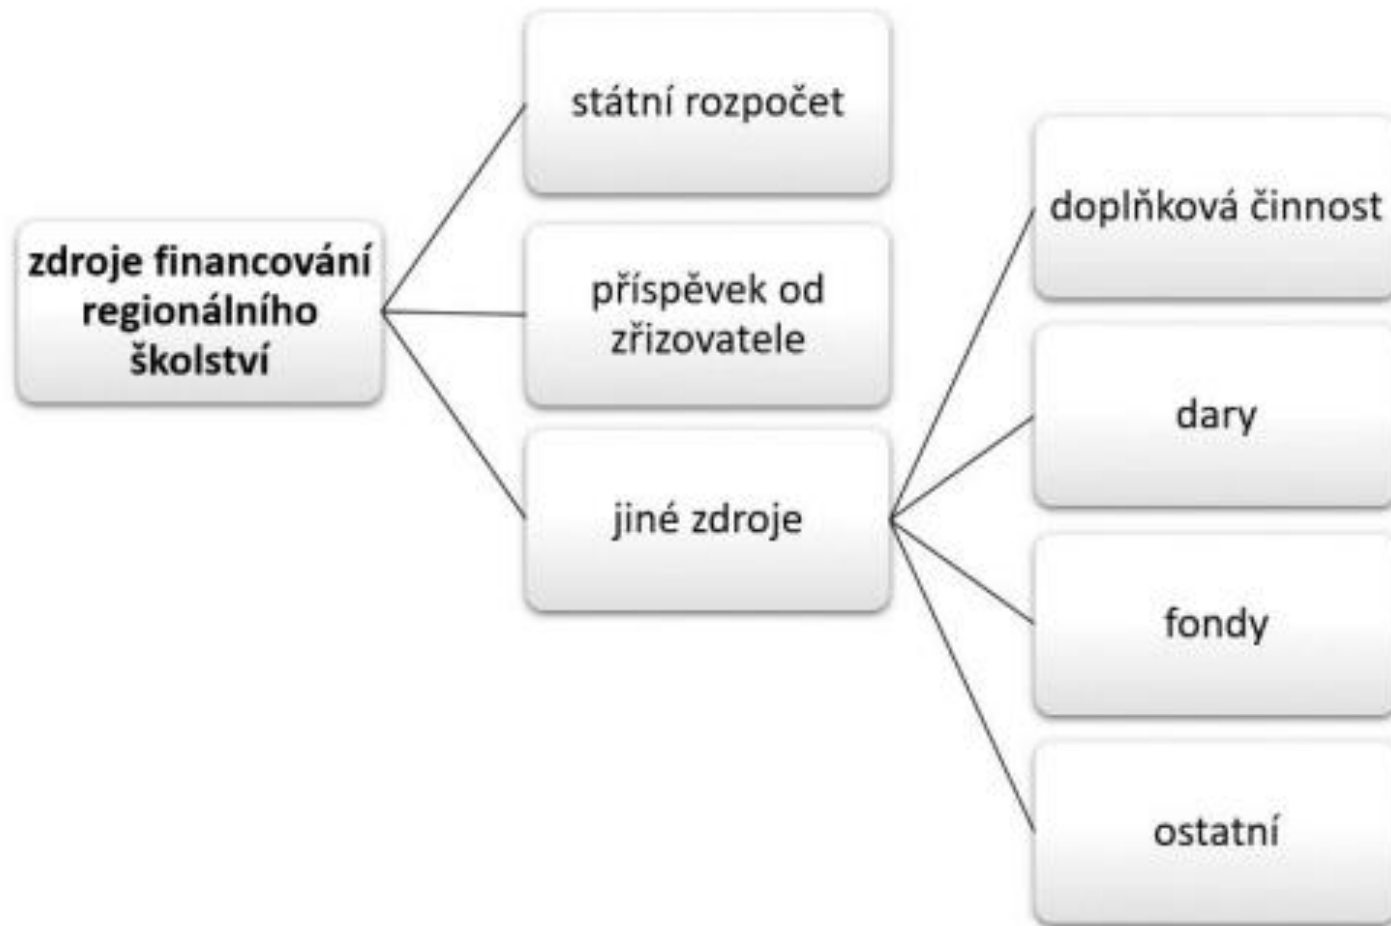 zdroje financování
regionálního
školství
státní rozpočet
příspěvek od
zřizovatele
jiné zdroje
doplňková činnost
dary
fondy
ostatní